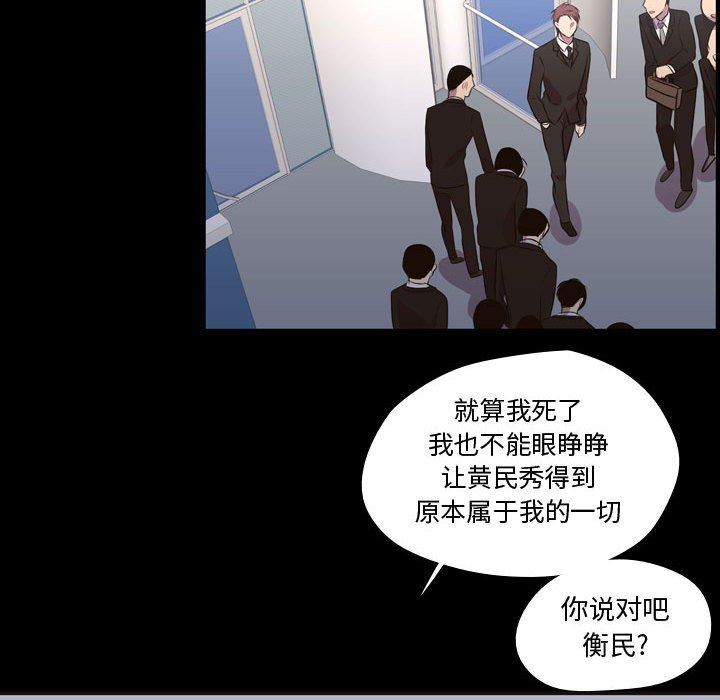 就算我死了
我也不能眼睁睁
让黄民秀得到
原本属于我的一切
你说对吧
衡民?